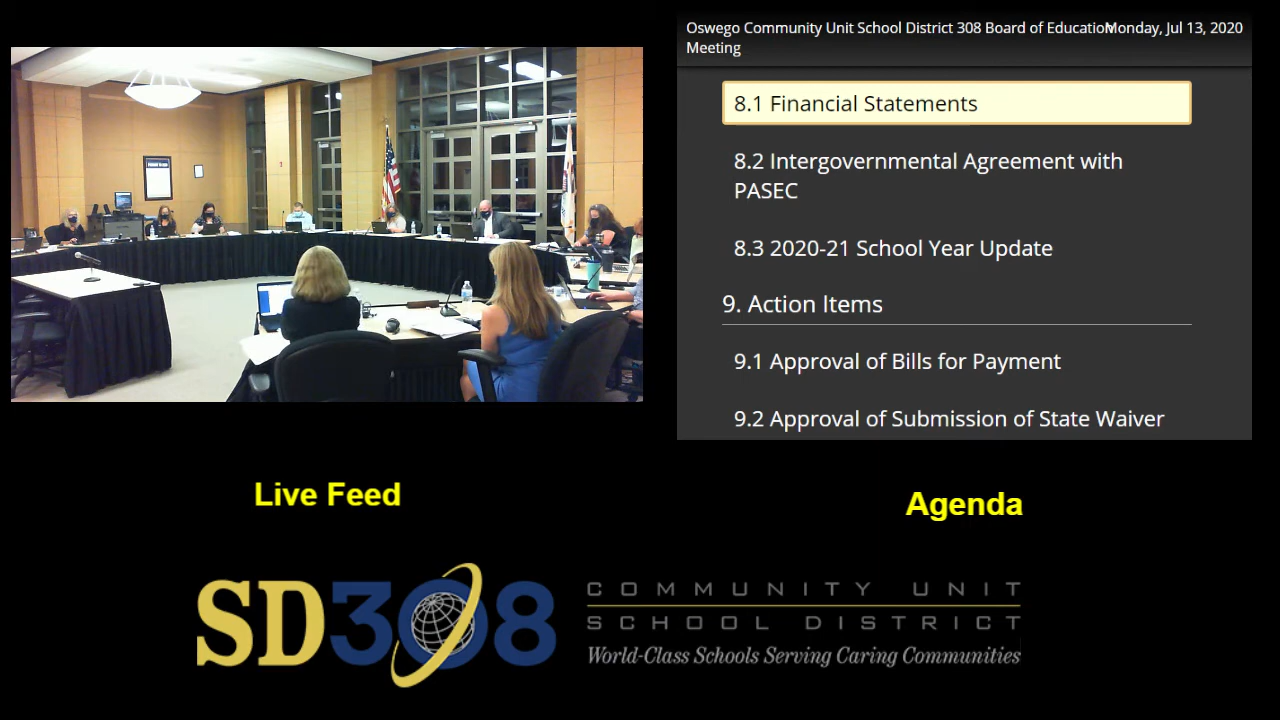 Oswego Community Unit School District 308 Board of Education
Meeting
Monday, Jul 13, 2020
8.1 Financial Statements
8.2 Intergovernmental Agreement with
PASEC
8.3 2020-21 School Year Update
9. Action Items
9.1 Approval of Bills for Payment
9.2 Approval of Submission of State Waiver
Live Feed
Agenda
SD308
COMMUNITY UNIT
SCHOOL DISTRICT
World-Class Schools Serving Caring Communities